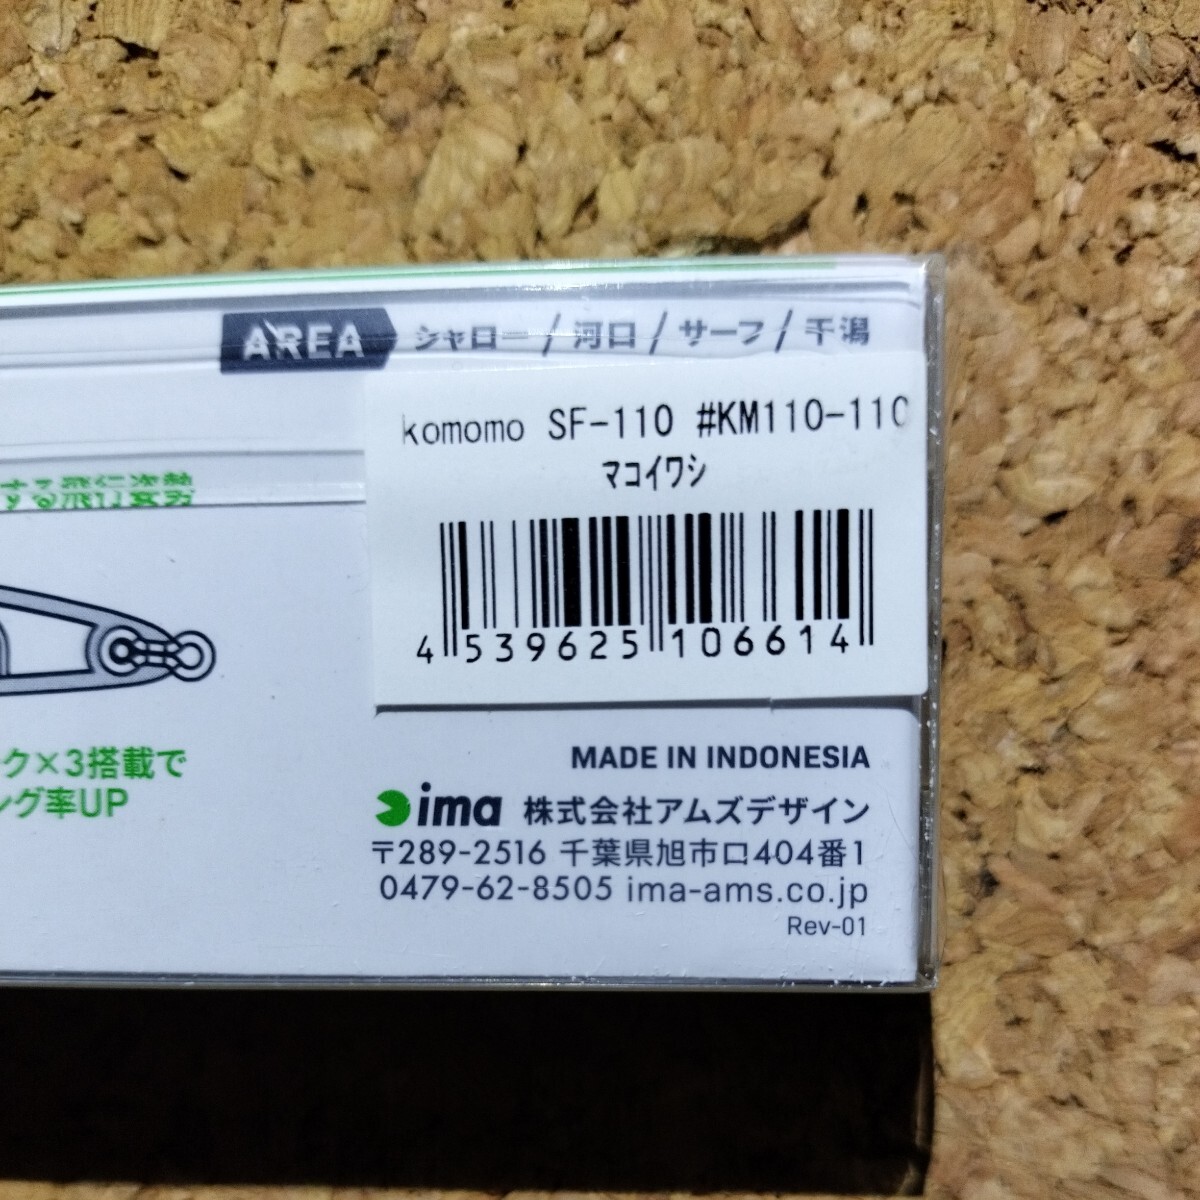 AREA シャロー / 河口 / サーフ / 干潟
komomo SF-110 #KM110-110
マコイワシ
4 539625 106614
ク×3搭載で
ング率UP
MADE IN INDONESIA
ima 株式会社アムズデザイン
〒289-2516 千葉県旭市ロ404番1
0479-62-8505 ima-ams.co.jp
Rev-01